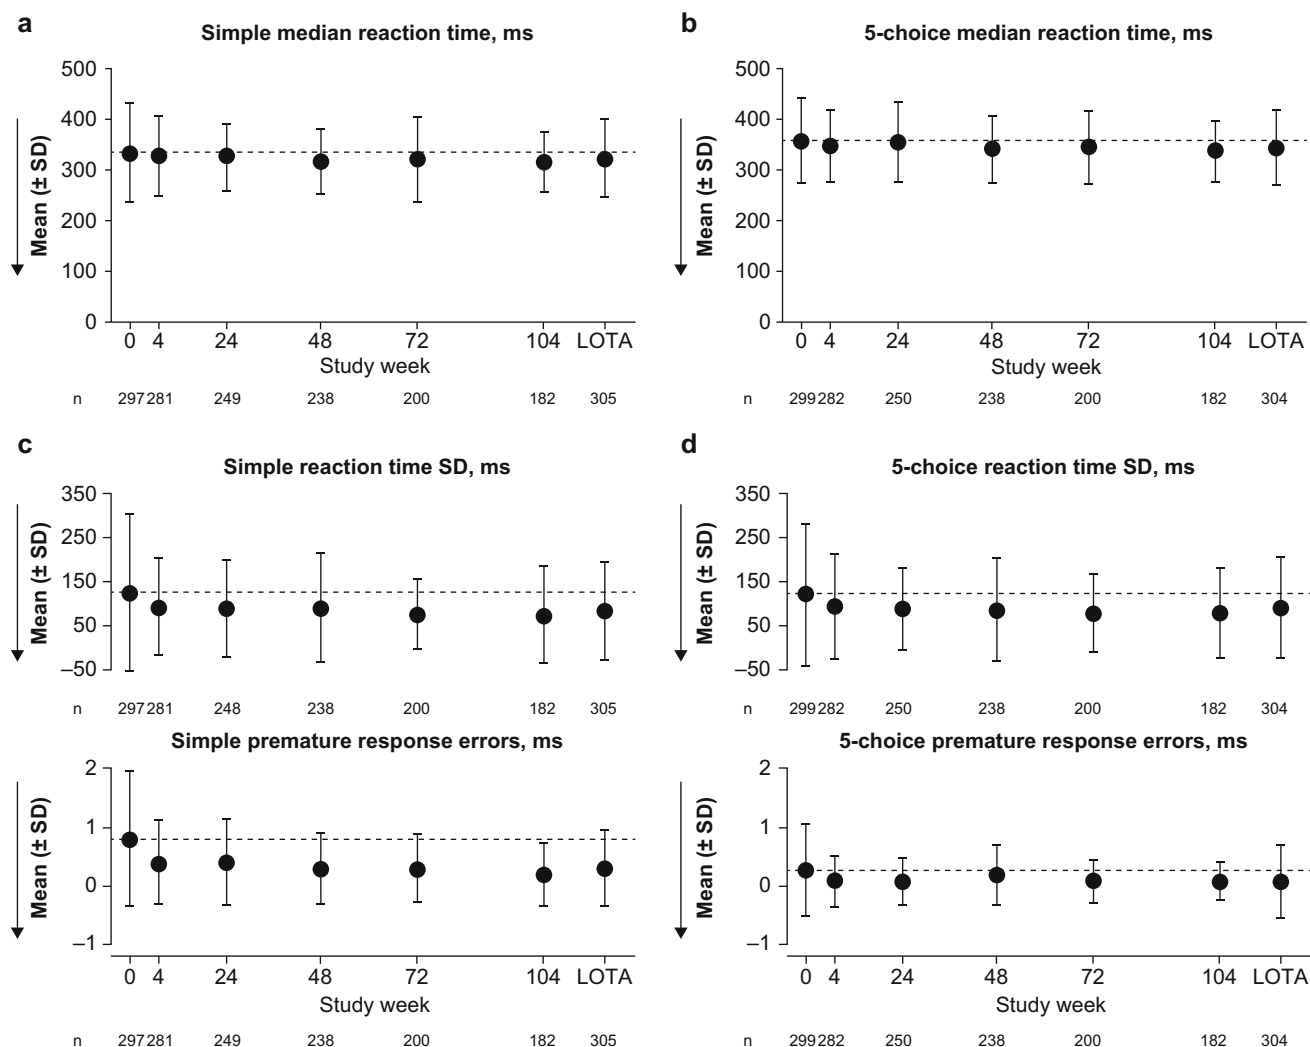 a
Simple median reaction time, ms
500
400
300
200
100
0
Mean (± SD)
0 4 24 48 72 104 LOTA
Study week
n 297 281 249 238 200 182 305
b
5-choice median reaction time, ms
500
400
300
200
100
0
Mean (± SD)
0 4 24 48 72 104 LOTA
Study week
n 299 282 250 238 200 182 304
c
Simple reaction time SD, ms
350
250
150
50
–50
Mean (± SD)
n 297 281 248 238 200 182 305
Simple premature response errors, ms
2
1
0
–1
Mean (± SD)
0 4 24 48 72 104 LOTA
Study week
n 297 281 249 238 200 182 305
d
5-choice reaction time SD, ms
350
250
150
50
–50
Mean (± SD)
n 299 282 250 238 200 182 304
5-choice premature response errors, ms
2
1
0
–1
Mean (± SD)
0 4 24 48 72 104 LOTA
Study week
n 299 282 250 238 200 182 304